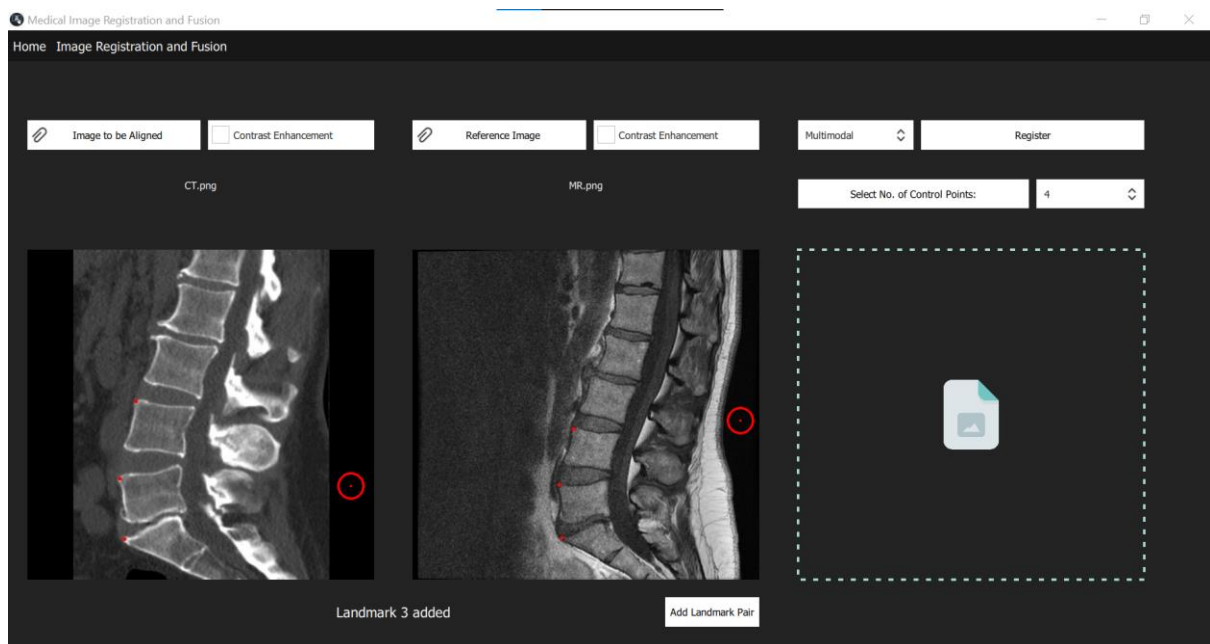 Medical Image Registration and Fusion
Home Image Registration and Fusion
Image to be Aligned Contrast Enhancement Reference Image Contrast Enhancement Multimodal Register
CT.png MR.png
Select No. of Control Points: 4
Landmark 3 added Add Landmark Pair